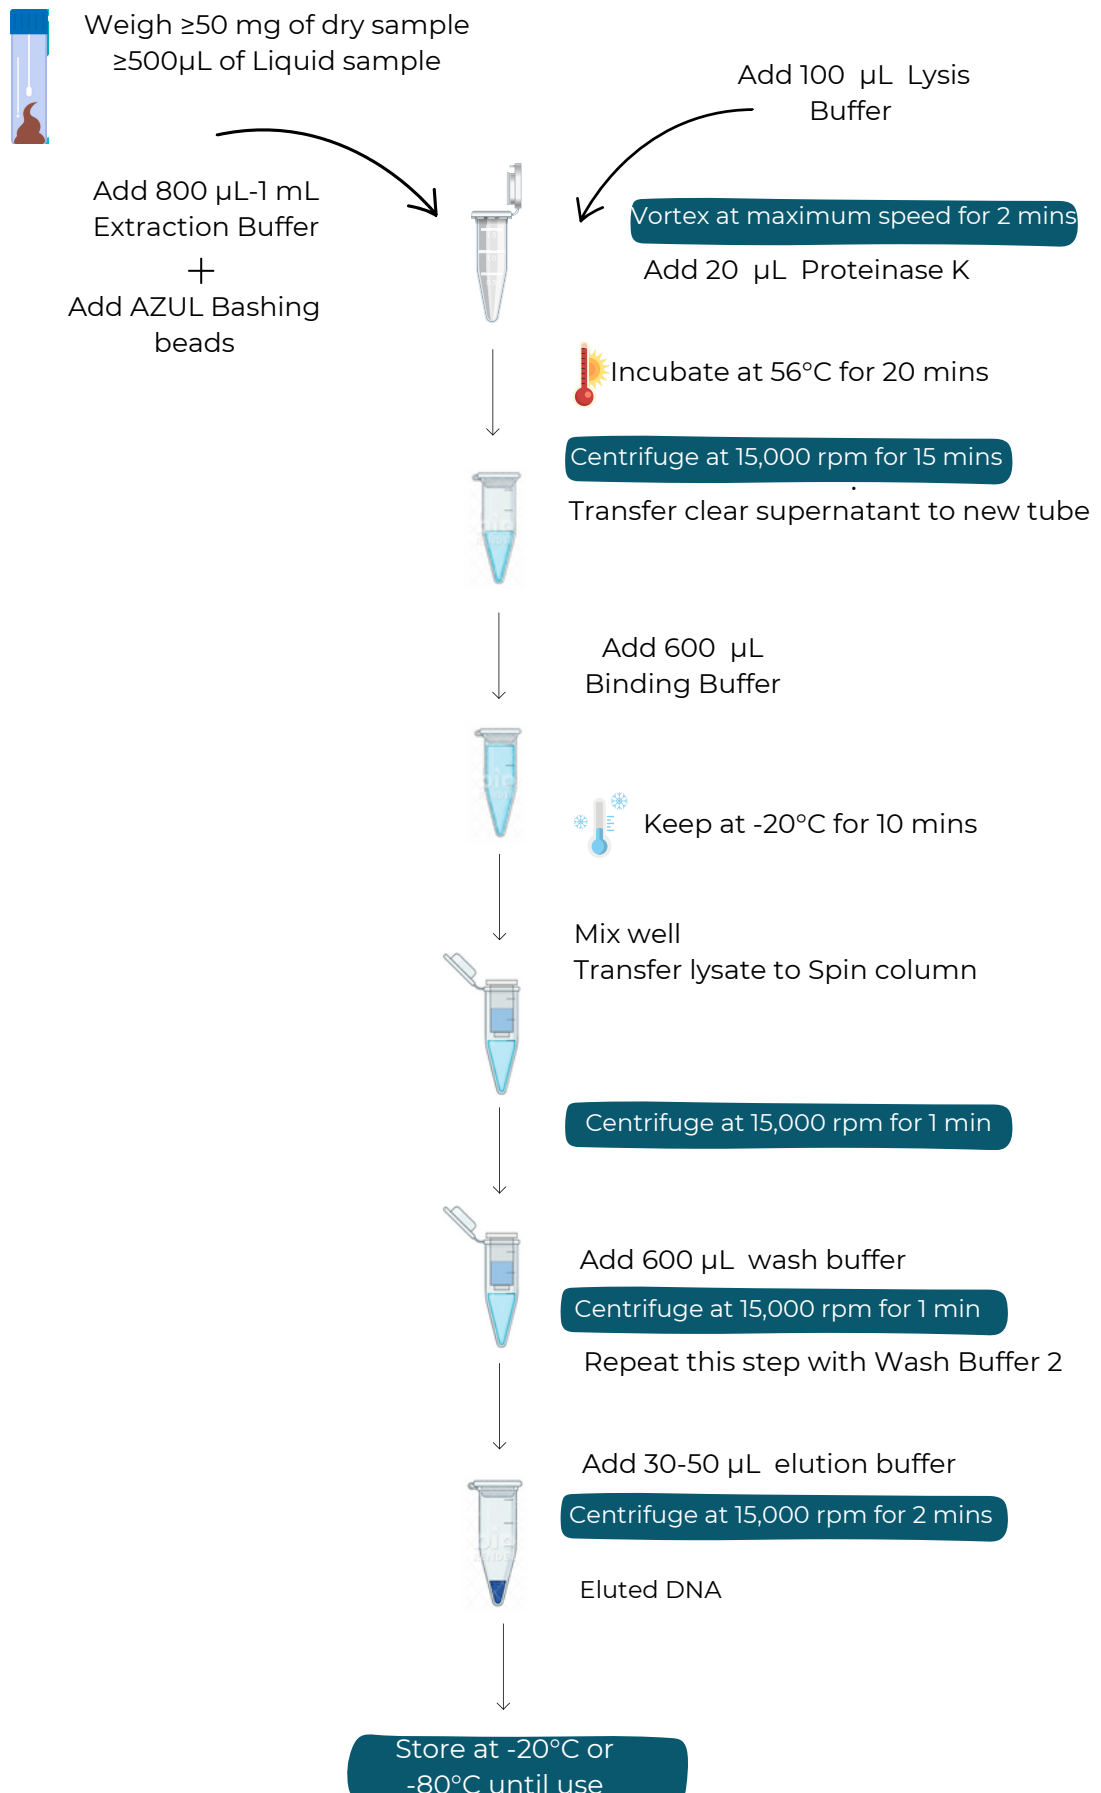 Weigh ≥50 mg of dry sample
≥500µL of Liquid sample
Add 100 µL Lysis
Buffer
Add 800 µL-1 mL
Extraction Buffer
+
Add AZUL Bashing
beads
Vortex at maximum speed for 2 mins
Add 20 µL Proteinase K
Incubate at 56°C for 20 mins
Centrifuge at 15,000 rpm for 15 mins
.
Transfer clear supernatant to new tube
Add 600 µL
Binding Buffer
Keep at -20°C for 10 mins
Mix well
Transfer lysate to Spin column
Centrifuge at 15,000 rpm for 1 min
Add 600 µL wash buffer
Centrifuge at 15,000 rpm for 1 min
Repeat this step with Wash Buffer 2
Add 30-50 µL elution buffer
Centrifuge at 15,000 rpm for 2 mins
Eluted DNA
Store at -20°C or
-80°C until use